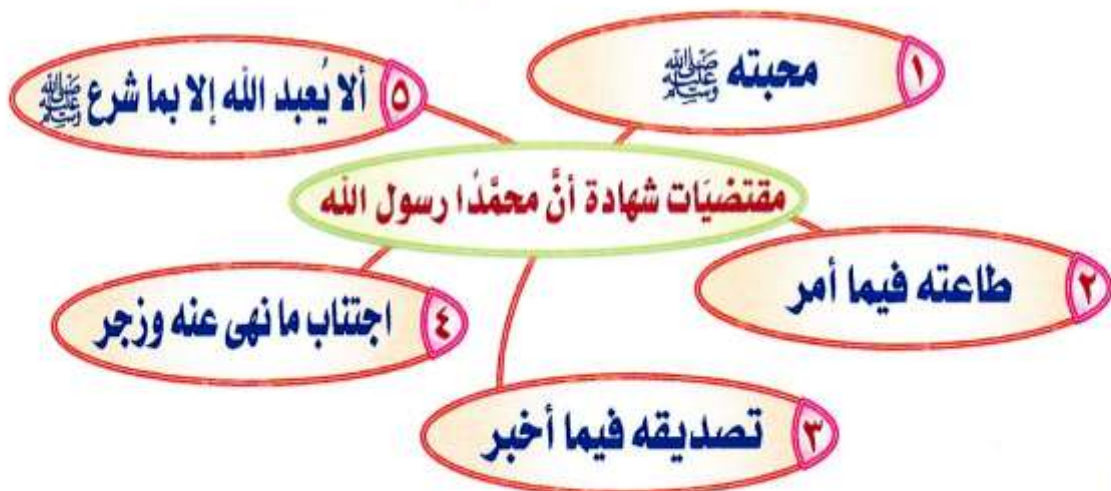 مقتضيَات شهادة أنَّ محمَّدًا رسول الله
١ محبته ﷺ
٢ طاعته فيما أمر
٣ تصديقه فيما أخبر
٤ اجتناب ما نهى عنه وزجر
٥ ألا يُعبد الله إلا بما شرع ﷺ